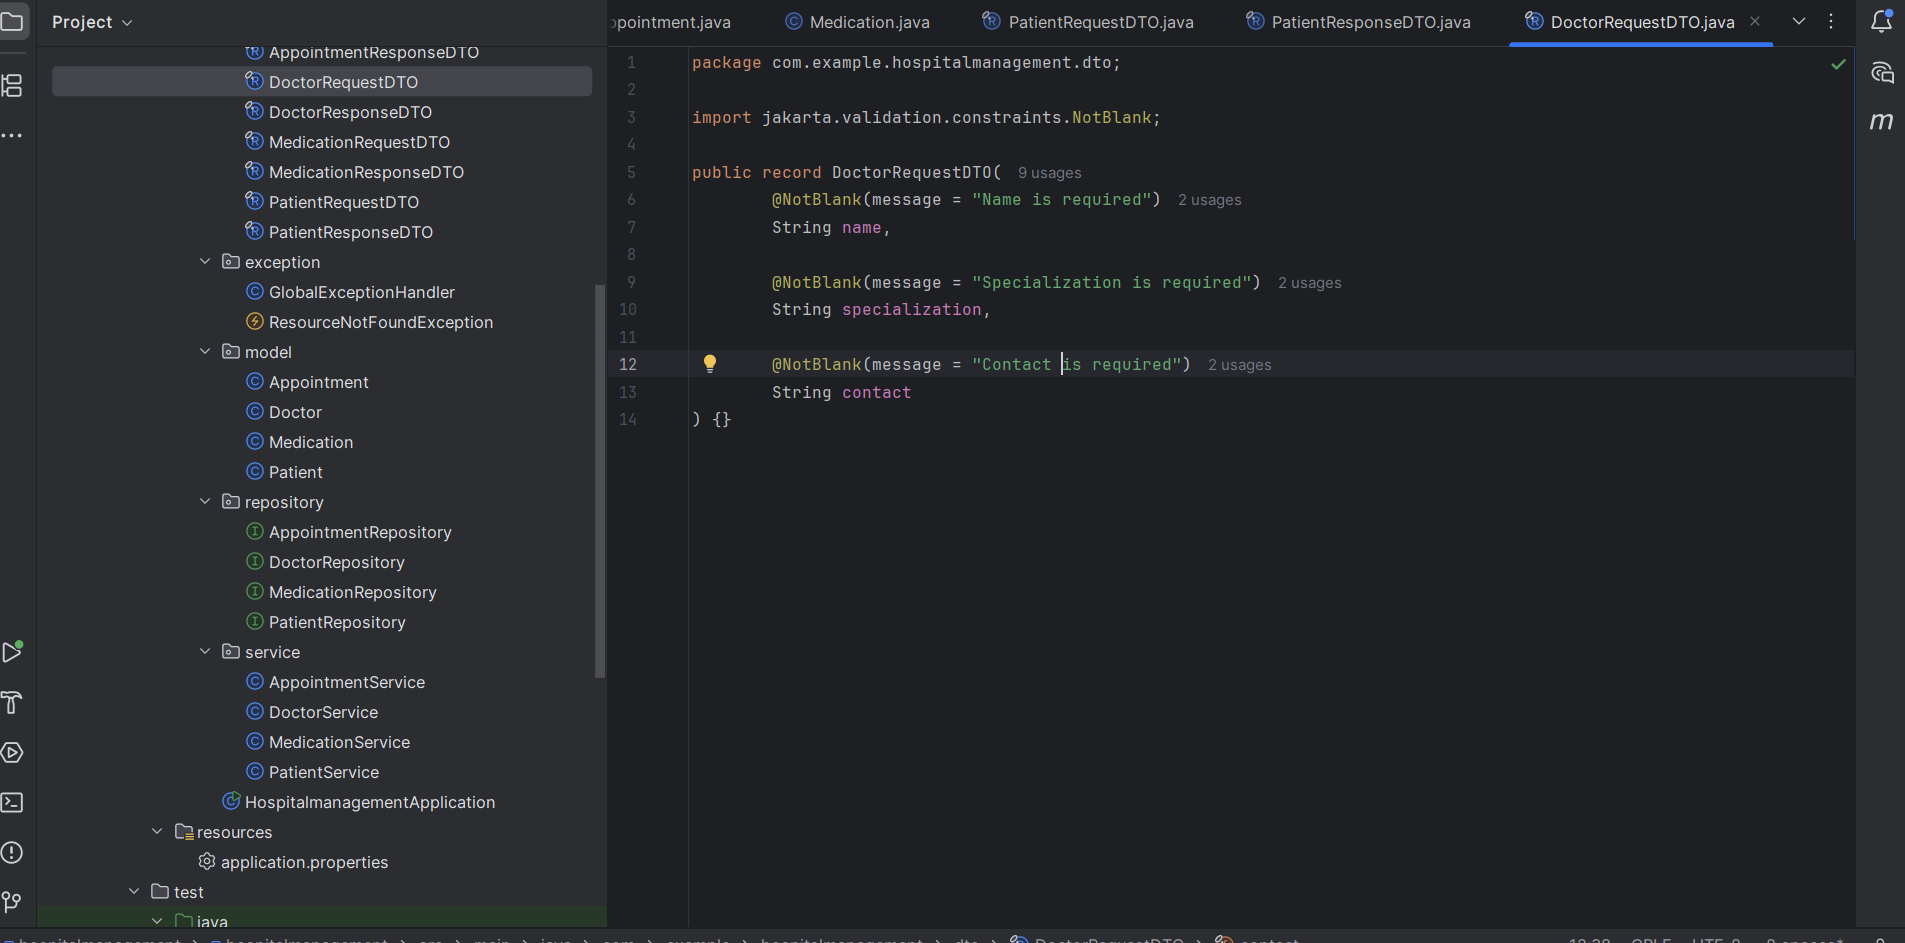 Project
AppointmentResponseDTO
DoctorRequestDTO
DoctorResponseDTO
MedicationRequestDTO
MedicationResponseDTO
PatientRequestDTO
PatientResponseDTO
exception
GlobalExceptionHandler
ResourceNotFoundException
model
Appointment
Doctor
Medication
Patient
repository
AppointmentRepository
DoctorRepository
MedicationRepository
PatientRepository
service
AppointmentService
DoctorService
MedicationService
PatientService
HospitalmanagementApplication
resources
application.properties
test
java
ppointment.java Medication.java PatientRequestDTO.java PatientResponseDTO.java DoctorRequestDTO.java
1 package com.example.hospitalmanagement.dto;
2
3 import jakarta.validation.constraints.NotBlank;
4
5 public record DoctorRequestDTO( 9 usages
6 @NotBlank(message = "Name is required") 2 usages
7 String name,
8
9 @NotBlank(message = "Specialization is required") 2 usages
10 String specialization,
11
12 @NotBlank(message = "Contact is required") 2 usages
13 String contact
14 ) {}
m